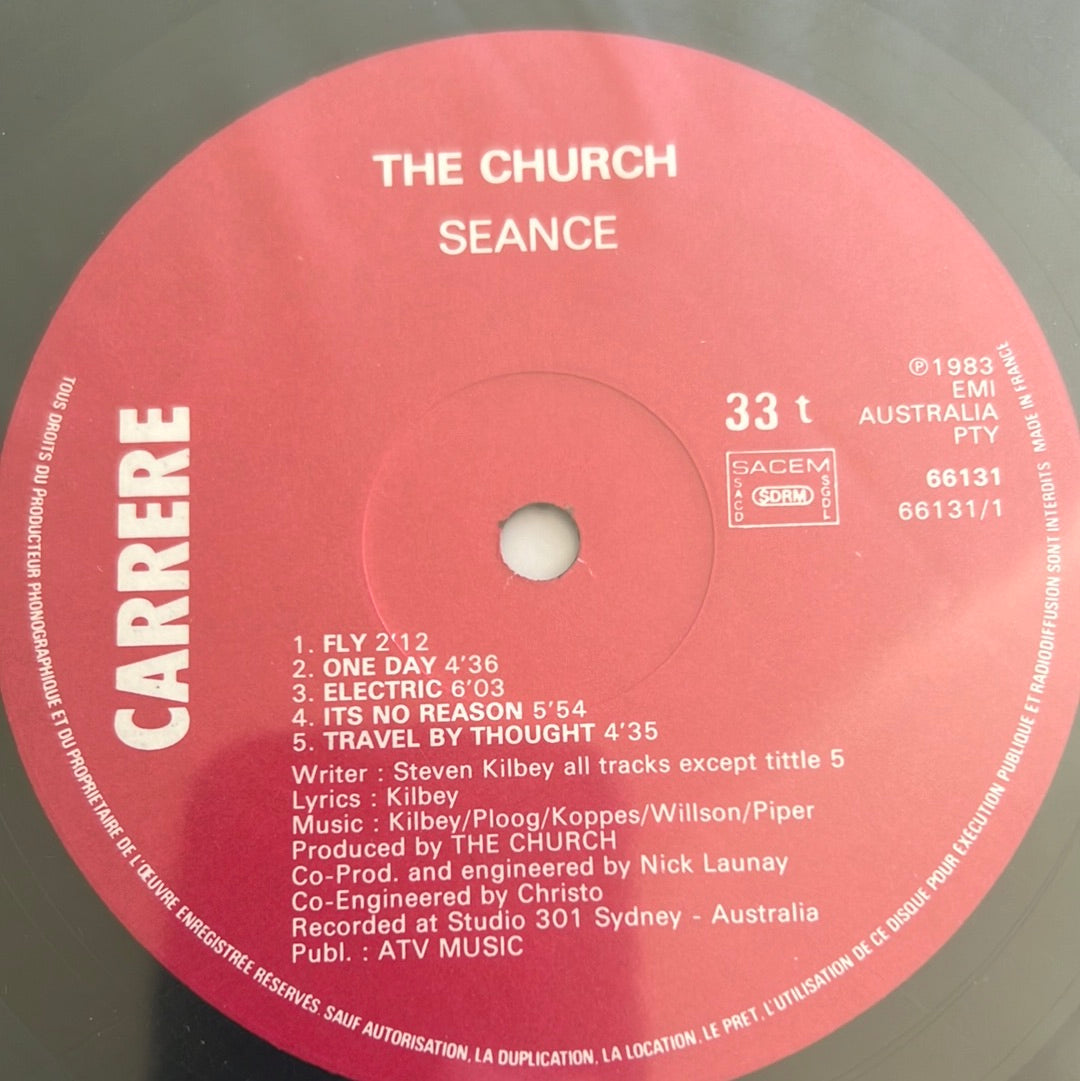 THE CHURCH
SEANCE
CARRERE
33 t
SACEM
SACD
SDRM
SGDL
℗1983
EMI
AUSTRALIA
PTY
66131
66131/1
1. FLY 2'12
2. ONE DAY 4'36
3. ELECTRIC 6'03
4. ITS NO REASON 5'54
5. TRAVEL BY THOUGHT 4'35
Writer : Steven Kilbey all tracks except tittle 5
Lyrics : Kilbey
Music : Kilbey/Ploog/Koppes/Willson/Piper
Produced by THE CHURCH
Co-Prod. and engineered by Nick Launay
Co-Engineered by Christo
Recorded at Studio 301 Sydney - Australia
Publ. : ATV MUSIC
TOUS DROITS DU PRODUCTEUR PHONOGRAPHIQUE ET DU PROPRIETAIRE DE L'ŒUVRE ENREGISTRÉE RÉSERVÉS. SAUF AUTORISATION, LA DUPLICATION, LA LOCATION, LE PRET, L'UTILISATION DE CE DISQUE POUR EXÉCUTION PUBLIQUE ET RADIODIFFUSION SONT INTERDITS MADE IN FRANCE